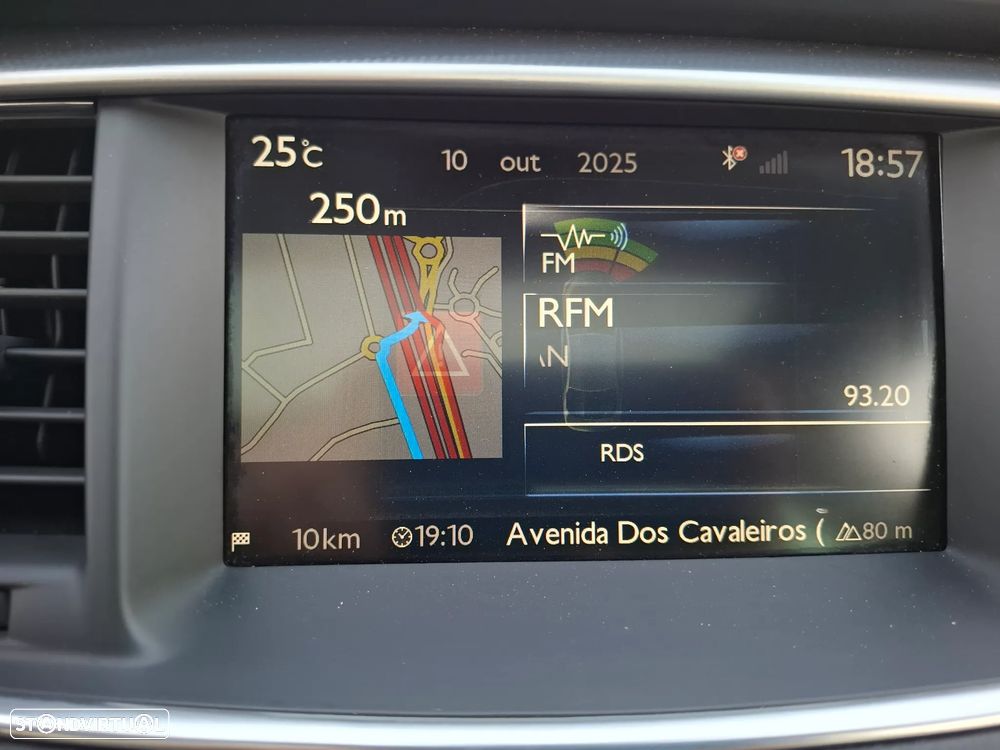 25°C 10 out 2025 18:57
250m
FM
RFM
93.20
RDS
10km 19:10 Avenida Dos Cavaleiros ( 80 m
STANDVIRTUAL